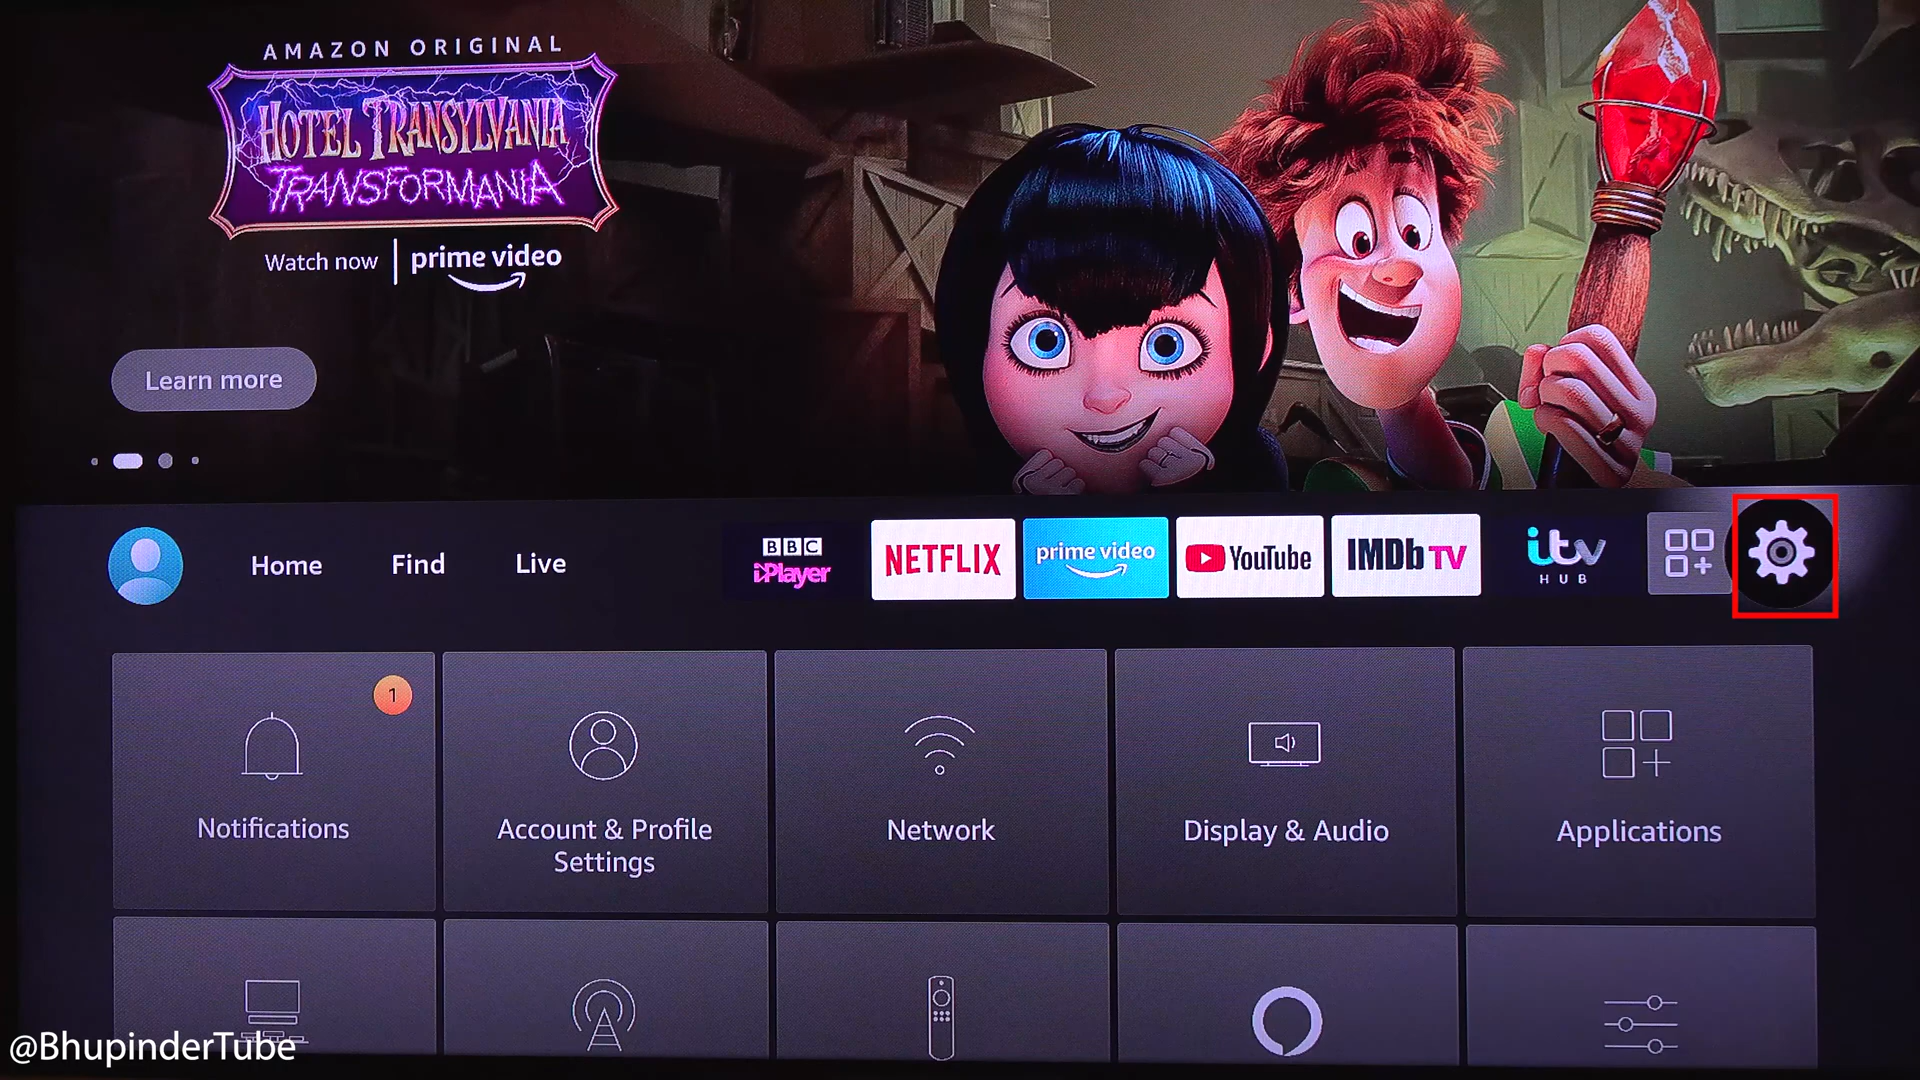 AMAZON ORIGINAL
HOTEL TRANSYLVANIA
TRANSFORMANIA
Watch now | prime video
Learn more
Home Find Live
BBC
iPlayer
NETFLIX
prime video
YouTube
IMDb TV
itv
HUB
1
Notifications
Account & Profile
Settings
Network
Display & Audio
Applications
@BhupinderTube